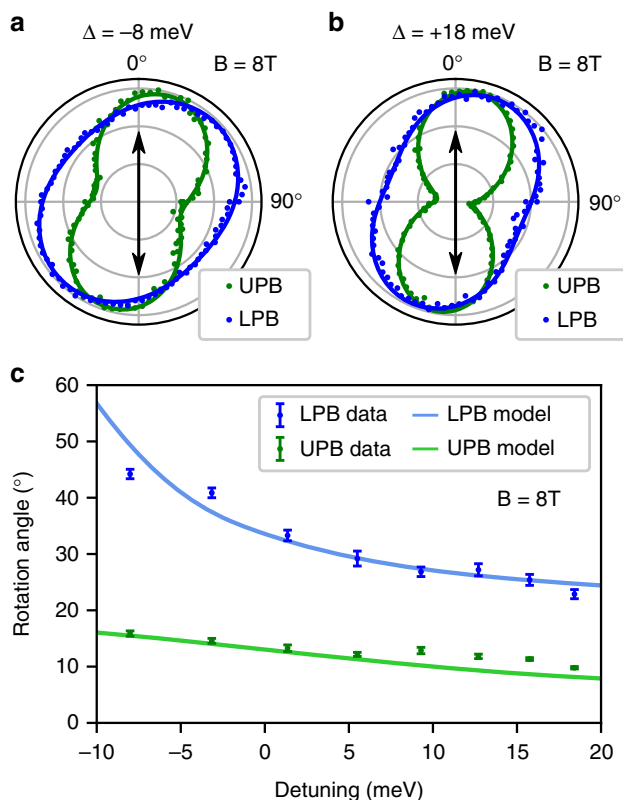 a
Δ = –8 meV
0°
B = 8T
90°
UPB
LPB
b
Δ = +18 meV
0°
B = 8T
90°
UPB
LPB
c
60
50
40
30
20
10
0
Rotation angle (°)
LPB data
LPB model
UPB data
UPB model
B = 8T
–10
–5
0
5
10
15
20
Detuning (meV)